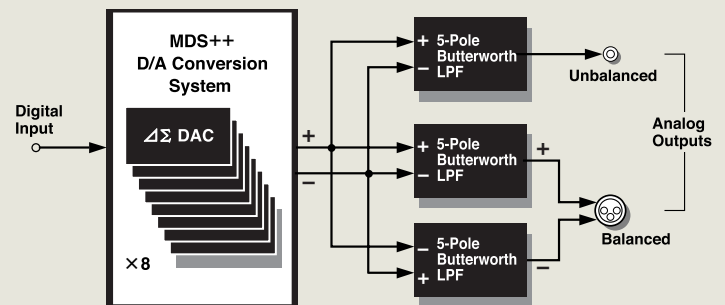 MDS++
D/A Conversion
System
Digital
Input
⊿Σ DAC
×8
+
−
+
−
5-Pole
Butterworth
LPF
Unbalanced
+
−
5-Pole
Butterworth
LPF
+
Analog
Outputs
−
+
5-Pole
Butterworth
LPF
−
Balanced